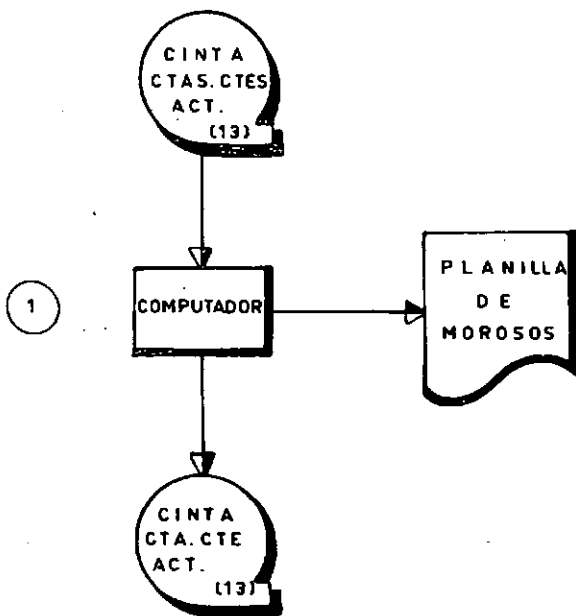 CINTA
CTAS.CTES
ACT.
(13)
1
COMPUTADOR
PLANILLA
DE
MOROSOS
CINTA
CTA.CTE
ACT.
(13)